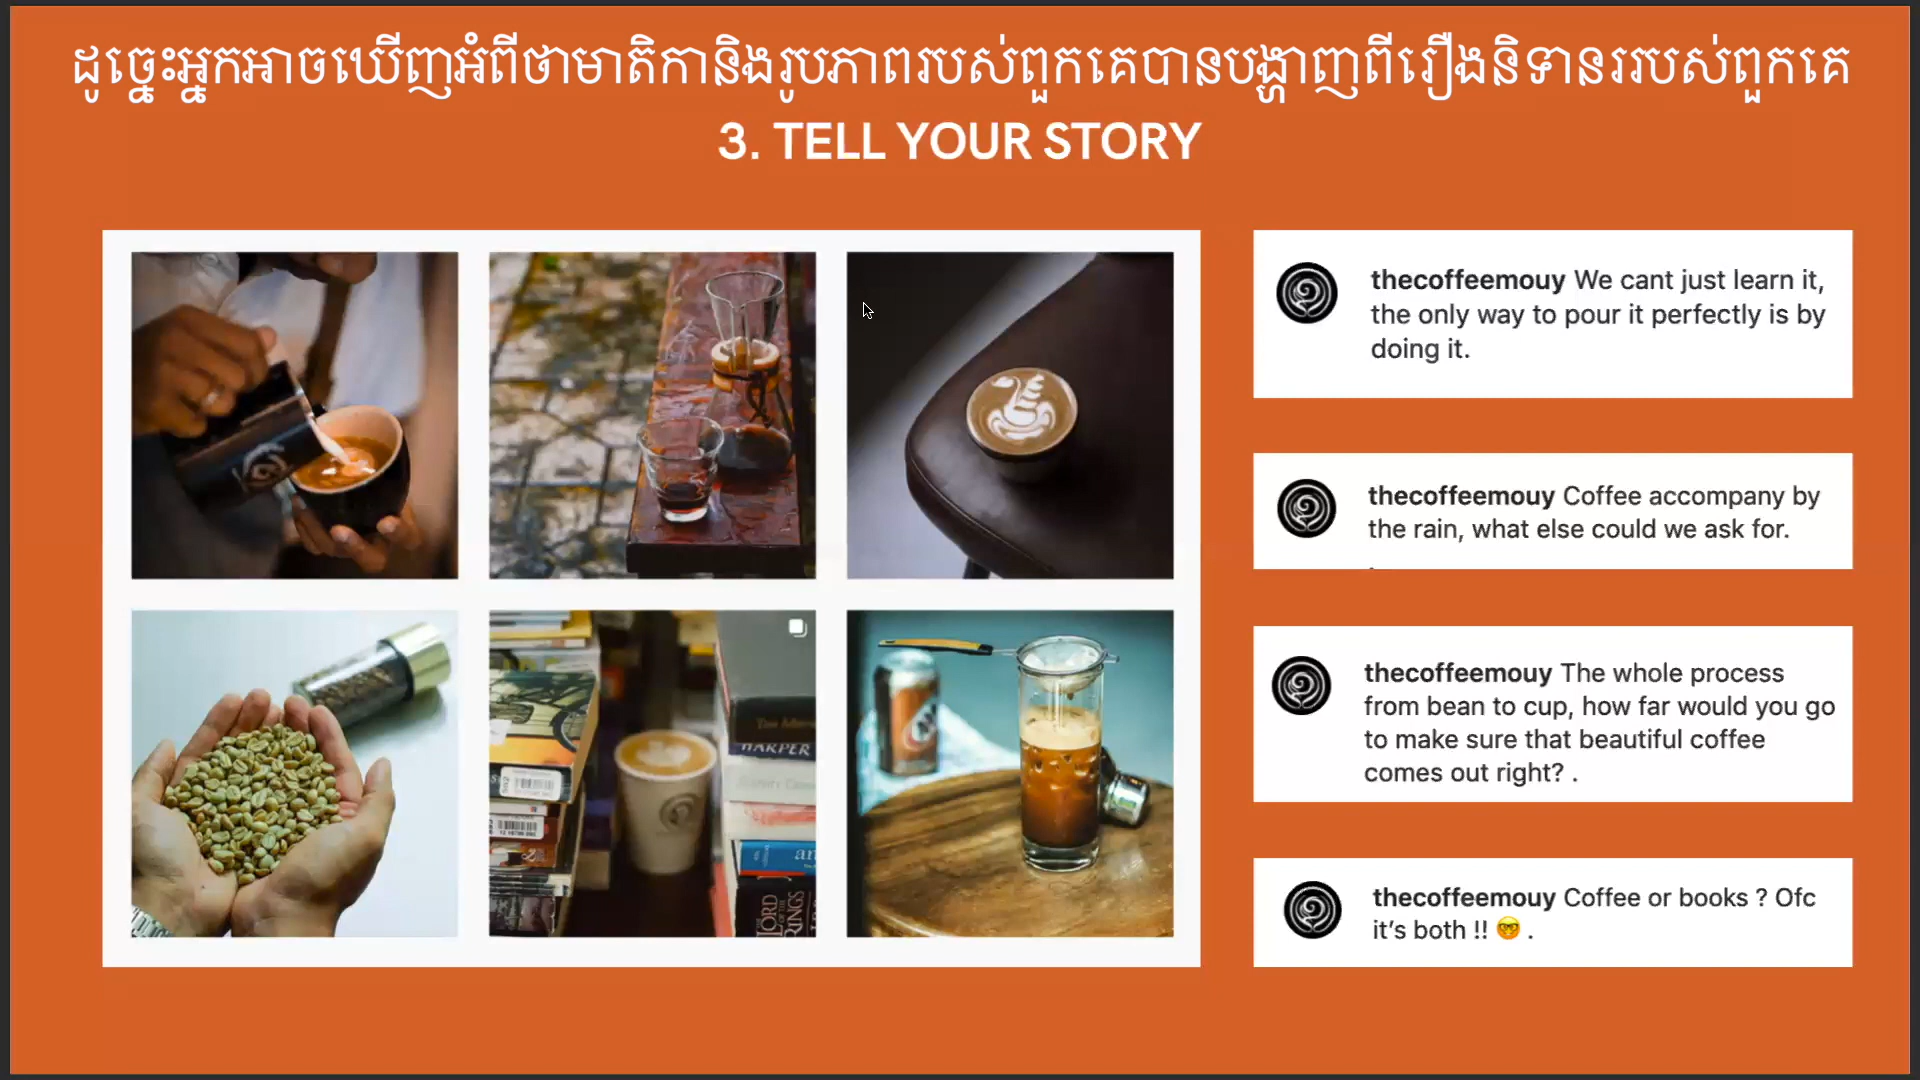 ដូច្នេះអ្នកអាចឃើញអំពីថាមាតិកានិងរូបភាពរបស់ពួកគេបានបង្ហាញពីរឿងនិទានររបស់ពួកគេ
3. TELL YOUR STORY
thecoffeemouy We cant just learn it,
the only way to pour it perfectly is by
doing it.
thecoffeemouy Coffee accompany by
the rain, what else could we ask for.
thecoffeemouy The whole process
from bean to cup, how far would you go
to make sure that beautiful coffee
comes out right? .
thecoffeemouy Coffee or books ? Ofc
it’s both !! 🤓 .
HARPER
LORD
OF THE
RINGS